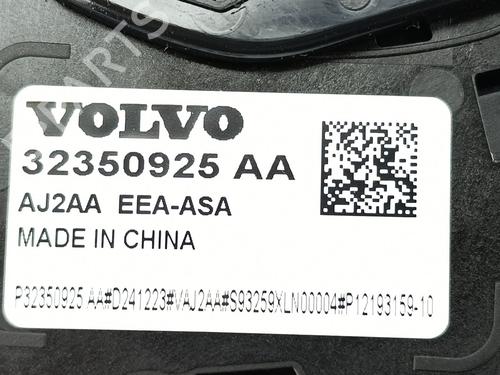 VOLVO
32350925 AA
AJ2AA EEA-ASA
MADE IN CHINA
P32350925 AA#D241223#VAJ2AA#S93259XLN00004#P12193159-10